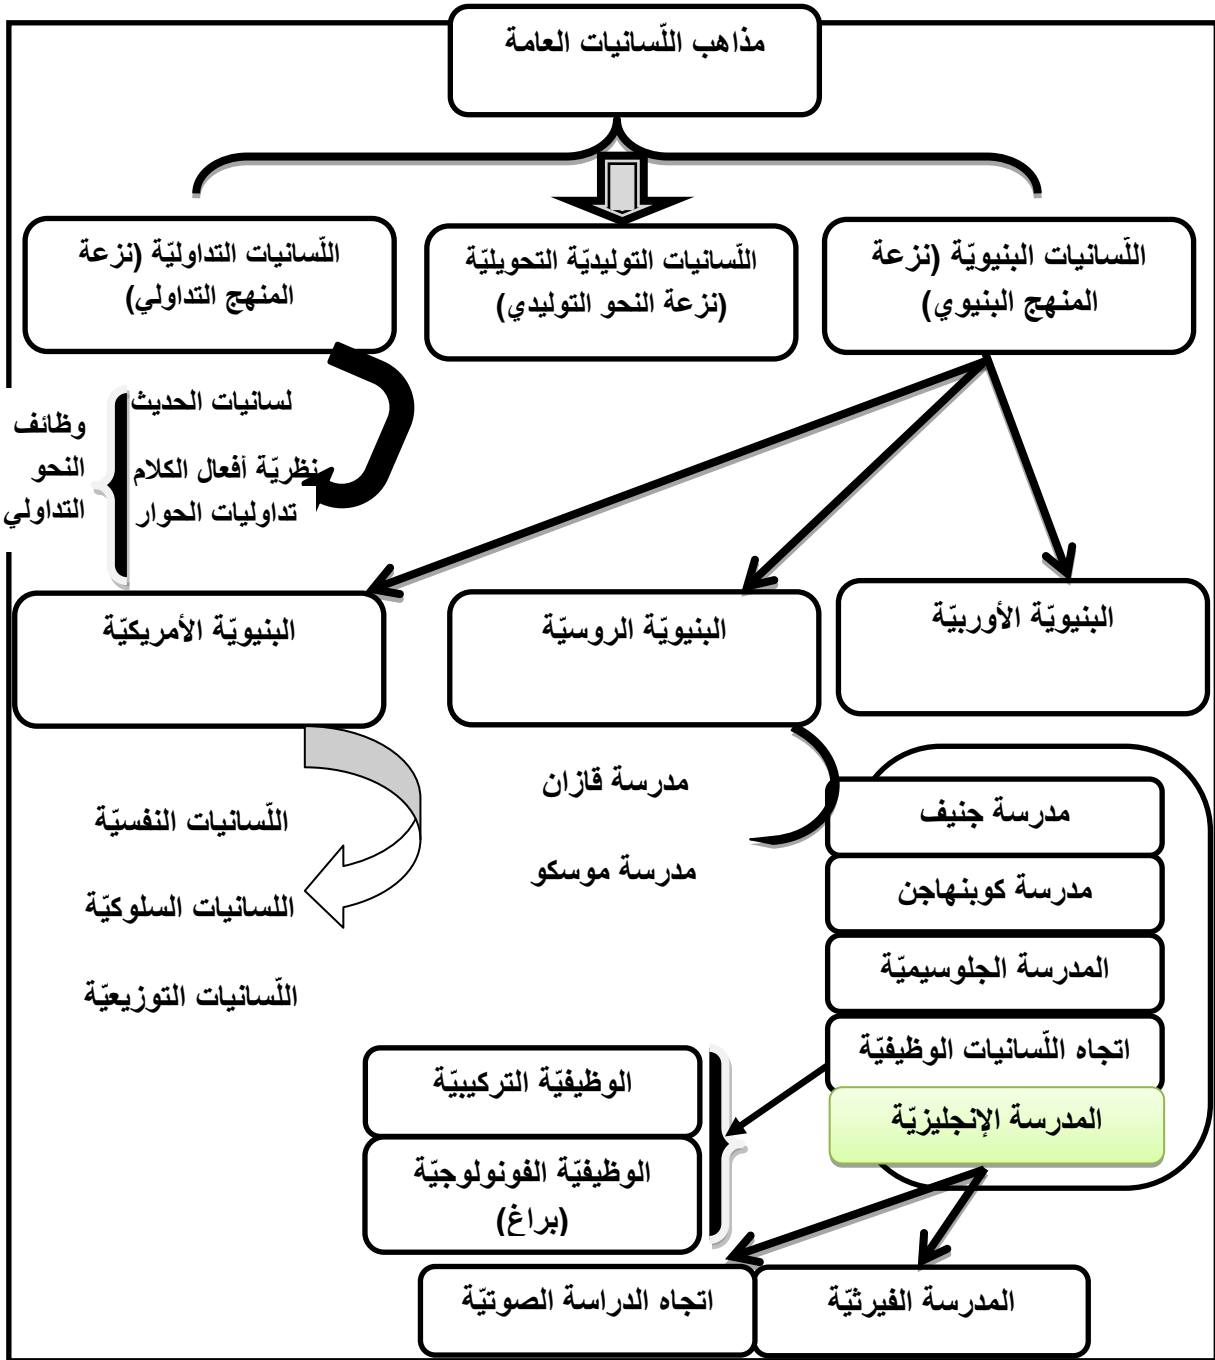 مذاهب اللّسانيات العامة
اللّسانيات البنيويّة (نزعة
المنهج البنيوي)
اللّسانيات التوليديّة التحويليّة
(نزعة النحو التوليدي)
اللّسانيات التداوليّة (نزعة
المنهج التداولي)
لسانيات الحديث
نظريّة أفعال الكلام
تداوليات الحوار
وظائف
النحو
التداولي
البنيويّة الأوربيّة
البنيويّة الروسيّة
البنيويّة الأمريكيّة
مدرسة جنيف
مدرسة كوبنهاجن
المدرسة الجلوسيميّة
اتجاه اللّسانيات الوظيفيّة
المدرسة الإنجليزيّة
مدرسة قازان
مدرسة موسكو
اللّسانيات النفسيّة
اللسانيات السلوكيّة
اللّسانيات التوزيعيّة
الوظيفيّة التركيبيّة
الوظيفيّة الفونولوجيّة
(براغ)
المدرسة الفيرثيّة
اتجاه الدراسة الصوتيّة